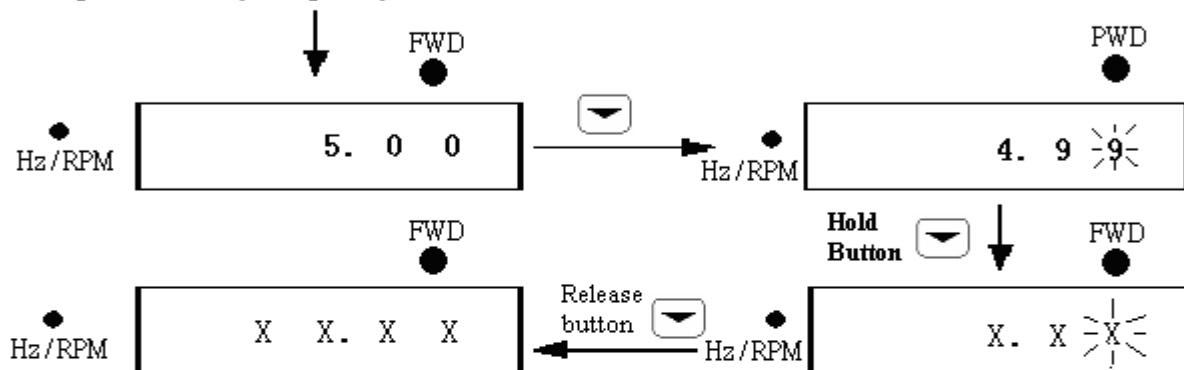 FWD
PWD
Hz/RPM
5. 0 0
Hz/RPM
4. 9 9
FWD
Hold
Button
FWD
Hz/RPM
X X. X X
Release
button
Hz/RPM
X. X X